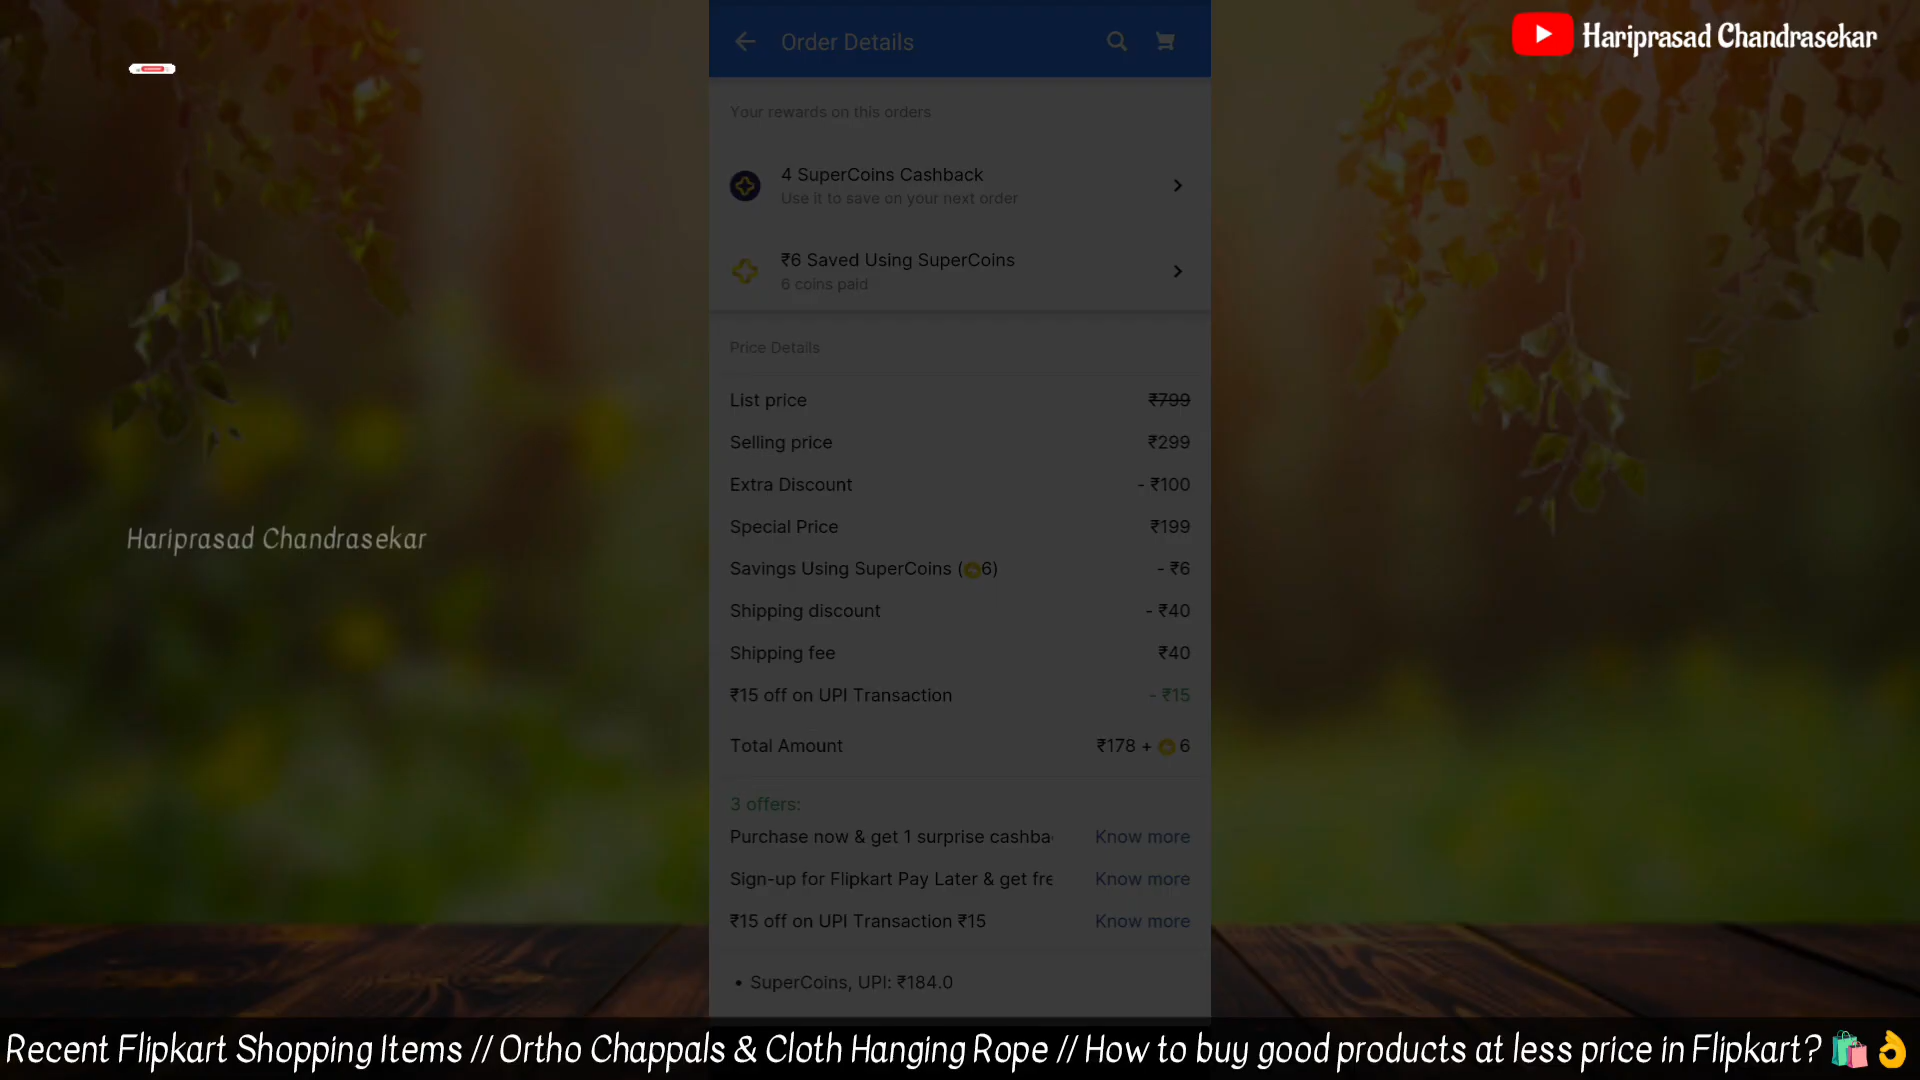 Hariprasad Chandrasekar
Order Details
Your rewards on this orders
4 SuperCoins Cashback
Use it to save on your next order
₹6 Saved Using SuperCoins
6 coins paid
Price Details
List price ₹799
Selling price ₹299
Extra Discount - ₹100
Special Price ₹199
Hariprasad Chandrasekar
Savings Using SuperCoins (6) - ₹6
Shipping discount - ₹40
Shipping fee ₹40
₹15 off on UPI Transaction - ₹15
Total Amount ₹178 + 6
3 offers:
Purchase now & get 1 surprise cashba Know more
Sign-up for Flipkart Pay Later & get fre Know more
₹15 off on UPI Transaction ₹15 Know more
• SuperCoins, UPI: ₹184.0
Recent Flipkart Shopping Items // Ortho Chappals & Cloth Hanging Rope // How to buy good products at less price in Flipkart? 🛍️👌